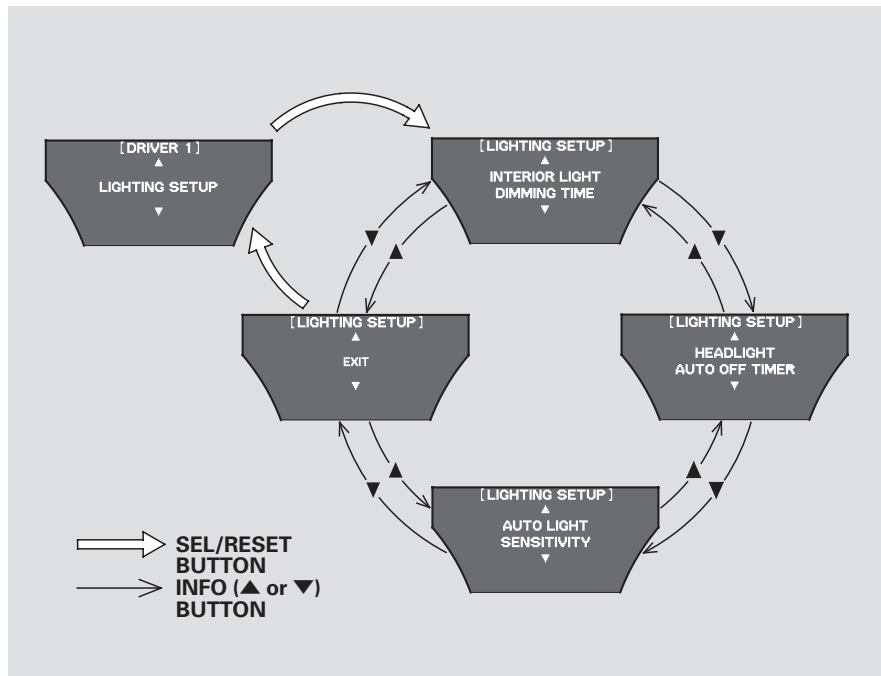 [DRIVER 1]
▲
LIGHTING SETUP
▼
[LIGHTING SETUP]
▲
INTERIOR LIGHT
DIMMING TIME
▼
▼
▲
▼
▲
[LIGHTING SETUP]
▲
EXIT
▼
[LIGHTING SETUP]
▲
HEADLIGHT
AUTO OFF TIMER
▼
▲
▼
▲
▼
[LIGHTING SETUP]
▲
AUTO LIGHT
SENSITIVITY
▼
SEL/RESET
BUTTON
INFO (▲ or ▼)
BUTTON